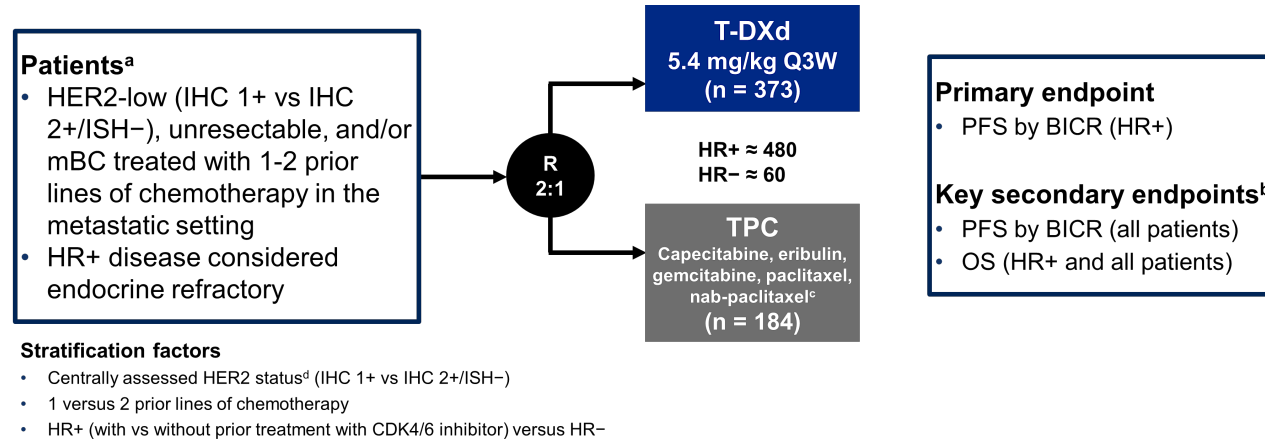 Patientsᵃ
• HER2-low (IHC 1+ vs IHC
2+/ISH−), unresectable, and/or
mBC treated with 1-2 prior
lines of chemotherapy in the
metastatic setting
• HR+ disease considered
endocrine refractory
R
2:1
T-DXd
5.4 mg/kg Q3W
(n = 373)
HR+ ≈ 480
HR− ≈ 60
TPC
Capecitabine, eribulin,
gemcitabine, paclitaxel,
nab-paclitaxelᶜ
(n = 184)
Primary endpoint
• PFS by BICR (HR+)
Key secondary endpointsᵇ
• PFS by BICR (all patients)
• OS (HR+ and all patients)
Stratification factors
• Centrally assessed HER2 statusᵈ (IHC 1+ vs IHC 2+/ISH−)
• 1 versus 2 prior lines of chemotherapy
• HR+ (with vs without prior treatment with CDK4/6 inhibitor) versus HR−